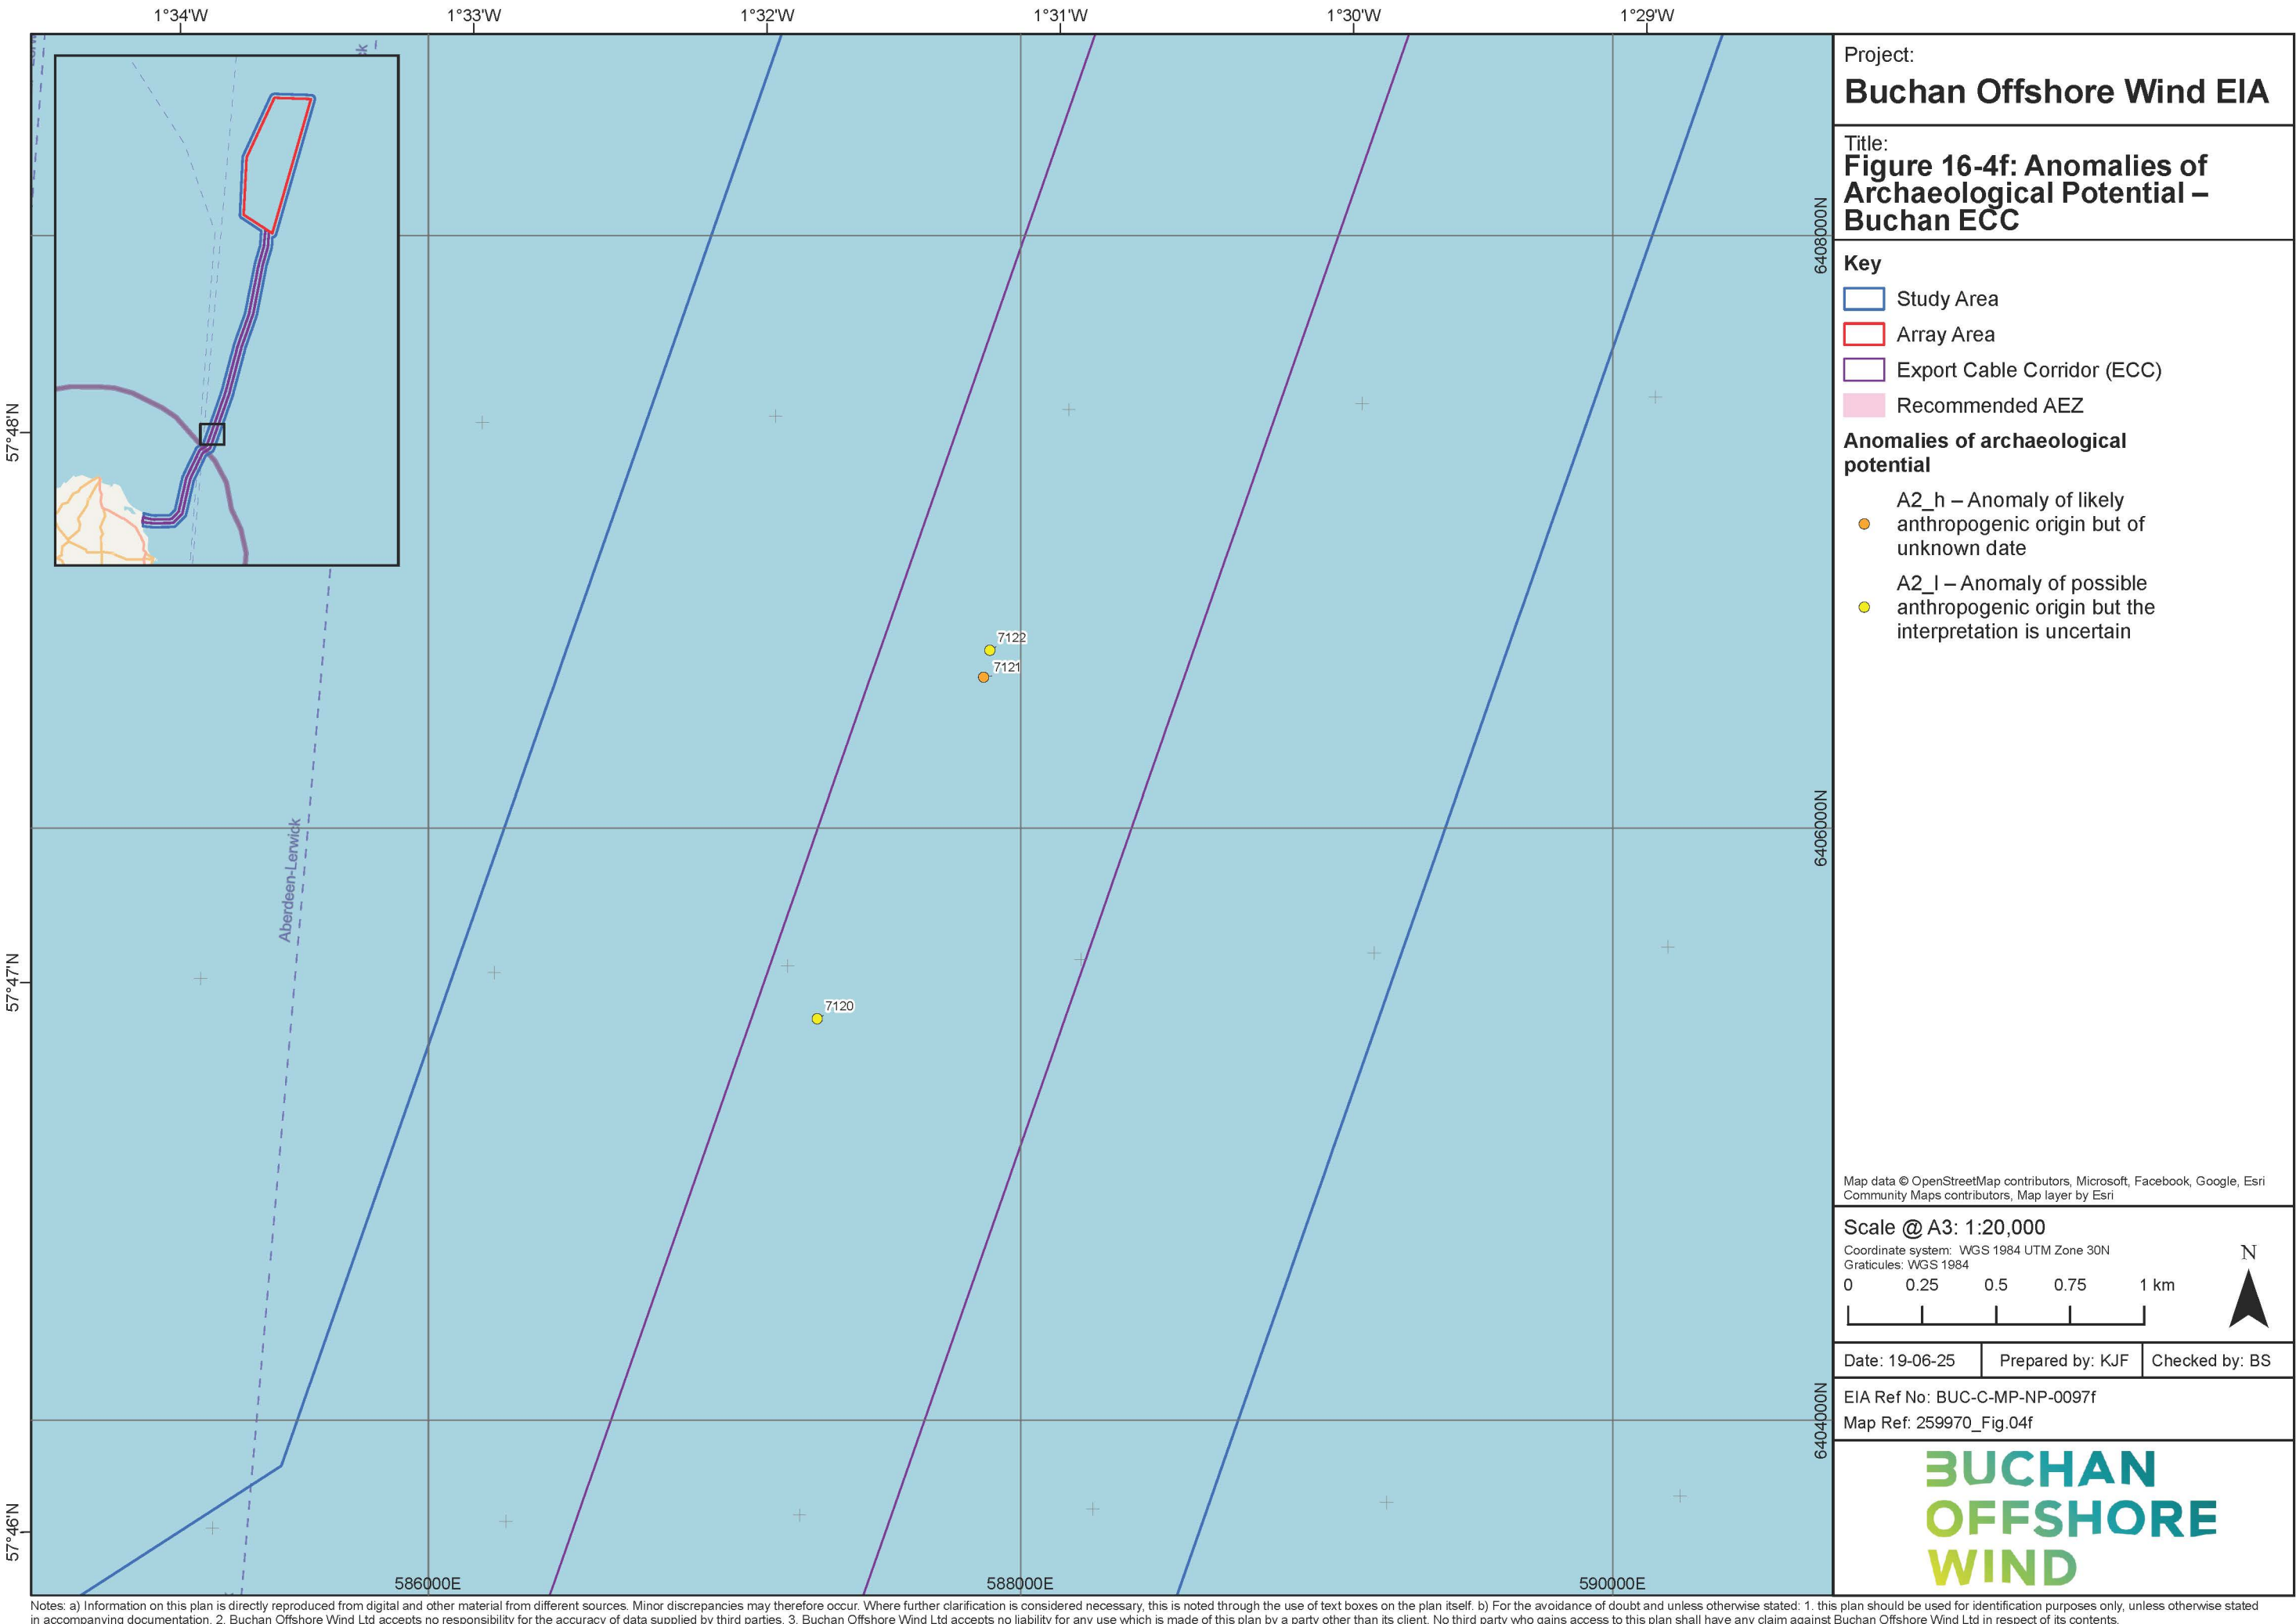 1°34'W 1°33'W 1°32'W 1°31'W 1°30'W 1°29'W
57°48'N
57°47'N
57°46'N
6408000N
6406000N
6404000N
586000E 588000E 590000E
Aberdeen-Lerwick
7122
7121
7120
Project:
Buchan Offshore Wind EIA
Title:
Figure 16-4f: Anomalies of
Archaeological Potential –
Buchan ECC
Key
Study Area
Array Area
Export Cable Corridor (ECC)
Recommended AEZ
Anomalies of archaeological
potential
A2_h – Anomaly of likely
anthropogenic origin but of
unknown date
A2_l – Anomaly of possible
anthropogenic origin but the
interpretation is uncertain
Map data © OpenStreetMap contributors, Microsoft, Facebook, Google, Esri
Community Maps contributors, Map layer by Esri
Scale @ A3: 1:20,000
Coordinate system: WGS 1984 UTM Zone 30N
Graticules: WGS 1984
0 0.25 0.5 0.75 1 km
N
Date: 19-06-25 Prepared by: KJF Checked by: BS
EIA Ref No: BUC-C-MP-NP-0097f
Map Ref: 259970_Fig.04f
BUCHAN
OFFSHORE
WIND
Notes: a) Information on this plan is directly reproduced from digital and other material from different sources. Minor discrepancies may therefore occur. Where further clarification is considered necessary, this is noted through the use of text boxes on the plan itself. b) For the avoidance of doubt and unless otherwise stated: 1. this plan should be used for identification purposes only, unless otherwise stated
in accompanying documentation. 2. Buchan Offshore Wind Ltd accepts no responsibility for the accuracy of data supplied by third parties. 3. Buchan Offshore Wind Ltd accepts no liability for any use which is made of this plan by a party other than its client. No third party who gains access to this plan shall have any claim against Buchan Offshore Wind Ltd in respect of its contents.